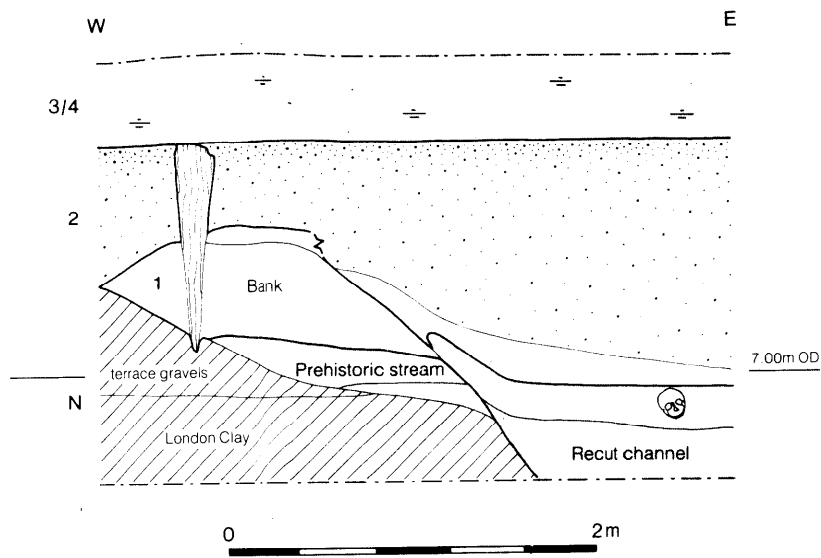 W E
3/4
2
1 Bank
7.00m OD
terrace gravels
Prehistoric stream
N
London Clay
Recut channel
0 2m